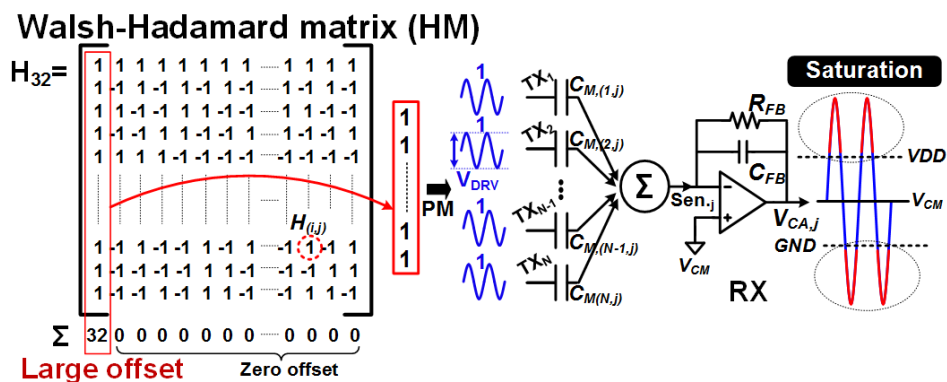 Walsh-Hadamard matrix (HM)
H32=
1 1 1 1 1 1 1 1 ...... 1 1 1 1
1 -1 1 -1 1 -1 1 -1 ...... 1 -1 1 -1
1 1 -1 -1 1 1 -1 -1 ...... 1 1 -1 -1
1 -1 -1 1 1 -1 -1 1 ...... 1 -1 -1 1
1 1 1 1 -1 -1 -1 -1 ...... -1 -1 -1 -1
H(i,j)
1 -1 1 -1 -1 1 -1 1 ...... -1 1 -1 1
1 1 -1 -1 -1 -1 1 1 ...... -1 -1 1 1
1 -1 -1 1 -1 1 1 -1 ...... -1 1 1 -1
Σ 32 0 0 0 0 0 0 0 ...... 0 0 0 0
Large offset
Zero offset
1
1
1
1
PM
1
1
VDRV
1
1
TX1
CM,(1,j)
TX2
CM,(2,j)
TXN-1
CM,(N-1,j)
TXN
CM(N,j)
Σ
Sen.j
RFB
CFB
VCM
VCA,j
RX
Saturation
VDD
VCM
GND